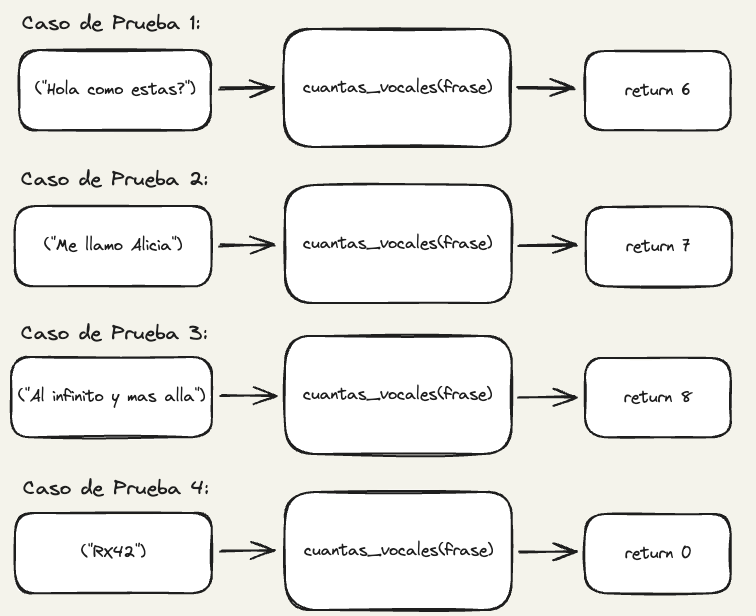 Caso de Prueba 1:
("Hola como estas?")
cuantas_vocales(frase)
return 6
Caso de Prueba 2:
("Me llamo Alicia")
cuantas_vocales(frase)
return 7
Caso de Prueba 3:
("Al infinito y mas alla")
cuantas_vocales(frase)
return 8
Caso de Prueba 4:
("RX42")
cuantas_vocales(frase)
return 0